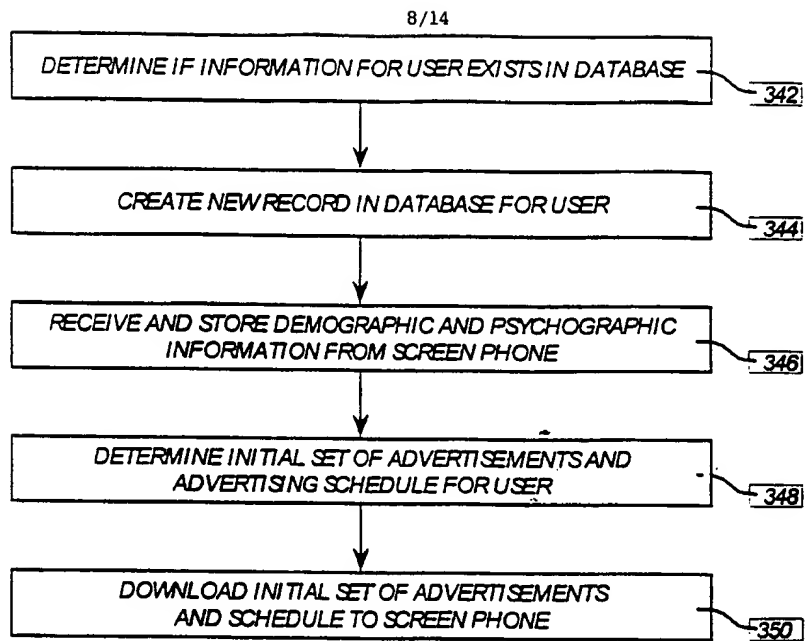 8/14
DETERMINE IF INFORMATION FOR USER EXISTS IN DATABASE
342
CREATE NEW RECORD IN DATABASE FOR USER
344
RECEIVE AND STORE DEMOGRAPHIC AND PSYCHOGRAPHIC
INFORMATION FROM SCREEN PHONE
346
DETERMINE INITIAL SET OF ADVERTISEMENTS AND
ADVERTISING SCHEDULE FOR USER
348
DOWNLOAD INITIAL SET OF ADVERTISEMENTS
AND SCHEDULE TO SCREEN PHONE
350